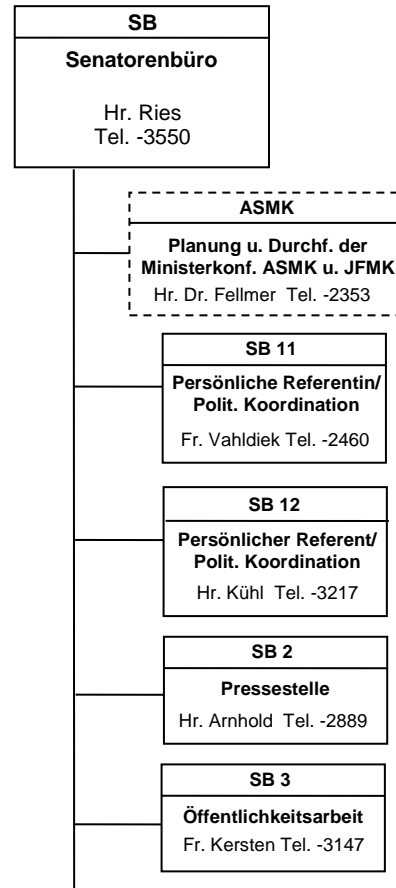 SB
Senatorenbüro
Hr. Ries
Tel. -3550
ASMK
Planung u. Durchf. der
Ministerkonf. ASMK u. JFMK
Hr. Dr. Fellmer Tel. -2353
SB 11
Persönliche Referentin/
Polit. Koordination
Fr. Vahldiek Tel. -2460
SB 12
Persönlicher Referent/
Polit. Koordination
Hr. Kühl Tel. -3217
SB 2
Pressestelle
Hr. Arnhold Tel. -2889
SB 3
Öffentlichkeitsarbeit
Fr. Kersten Tel. -3147